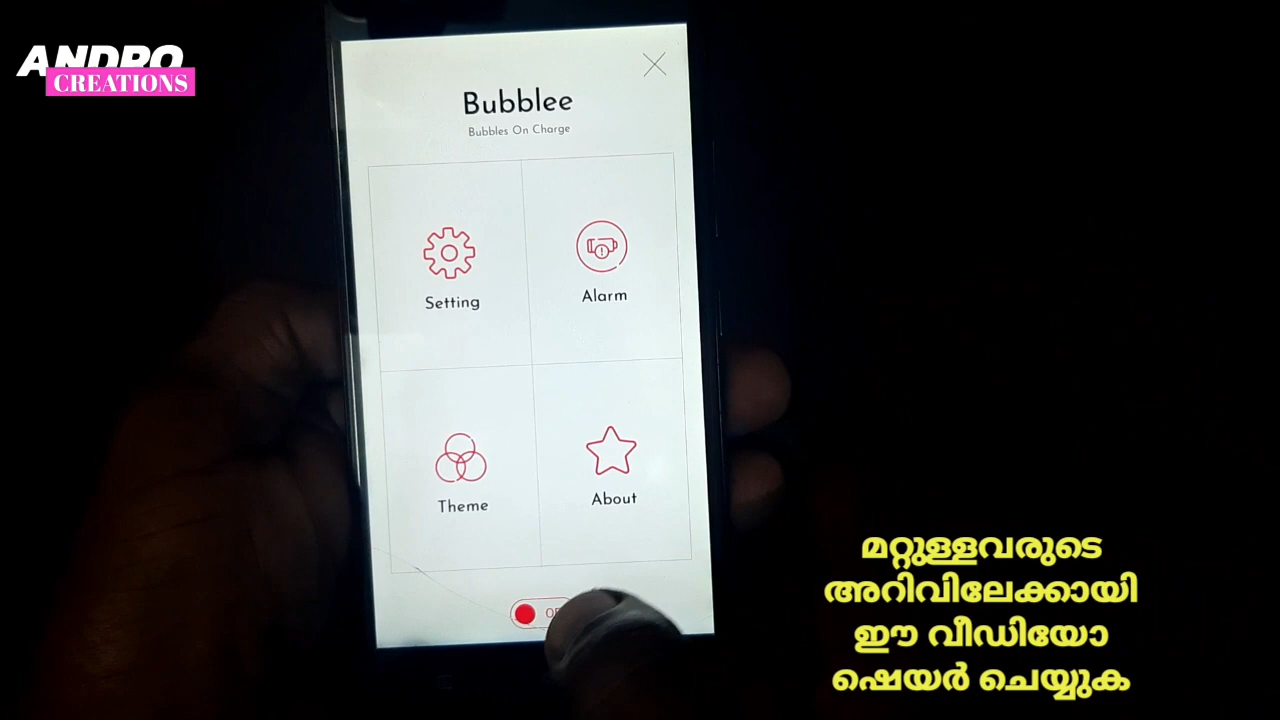 ANDRO
CREATIONS
Bubblee
Bubbles On Charge
Setting
Alarm
Theme
About
മറ്റുള്ളവരുടെ
അറിവിലേക്കായി
ഈ വീഡിയോ
ഷെയർ ചെയ്യുക